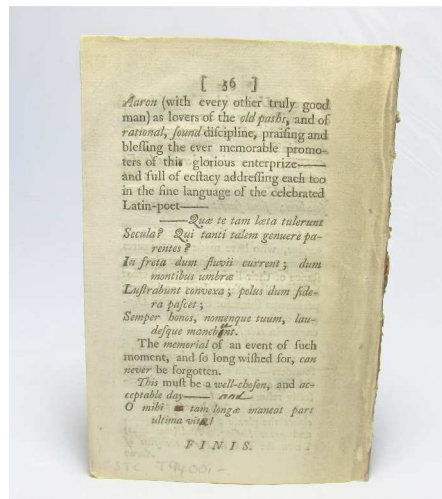 [ 36 ]
Aaron (with every other truly good
man) as lovers of the old paths, and of
rational, ſound diſcipline, praiſing and
bleſſing the ever memorable promo-
ters of this glorious enterprize——
and full of ecſtacy addreſſing each too
in the fine language of the celebrated
Latin-poet——
——Quæ te tam læta tulerunt
Secula? Qui tanti talem genuere pa-
rentes?
In freta dum fluvii current; dum
montibus umbræ
Luſtrabunt convexa; polus dum ſide-
ra paſcet;
Semper honos, nomenque tuum, lau-
deſque manebunt.
The memorial of an event of ſuch
moment, and ſo long wiſhed for, can
never be forgotten.
This muſt be a well-choſen, and ac-
ceptable day—— and
O mihi tam longæ maneat pars
ultima vitæ!
FINIS.
ESTC T94001-